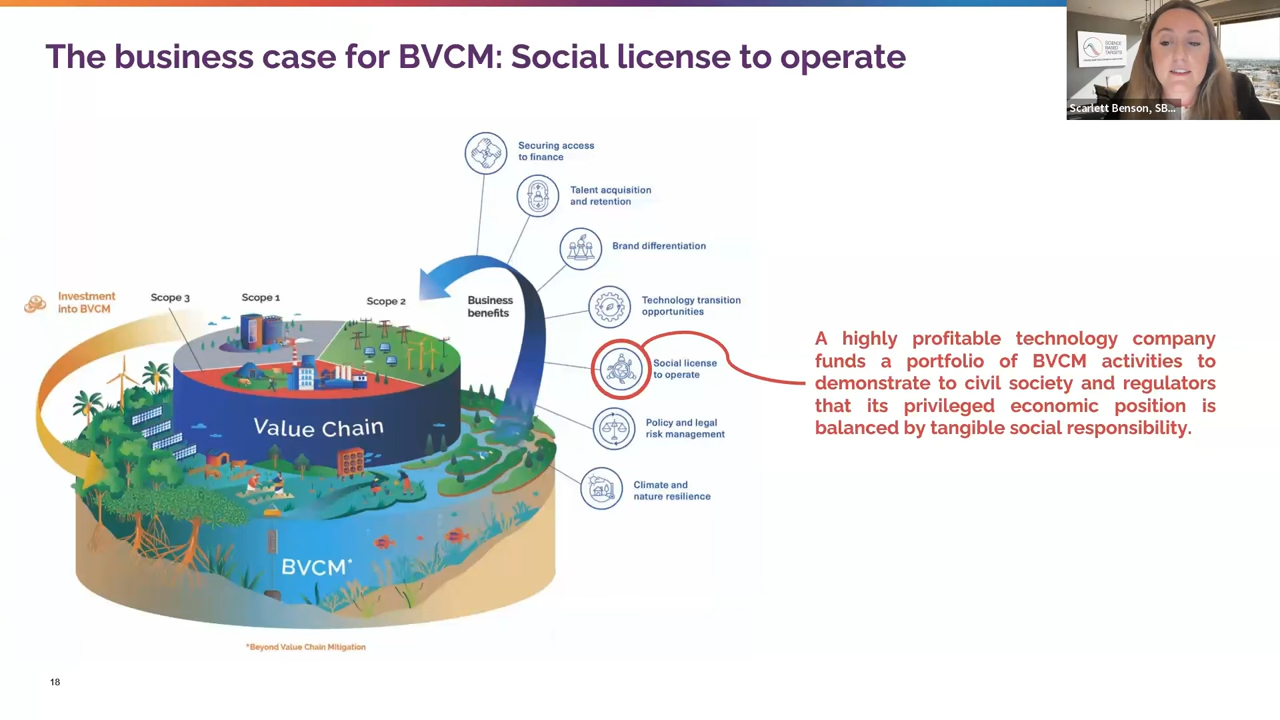 The business case for BVCM: Social license to operate
SCIENCE
BASED
TARGETS
Scarlett Benson, SB...
Securing access
to finance
Talent acquisition
and retention
Brand differentiation
Technology transition
opportunities
Social license
to operate
Policy and legal
risk management
Climate and
nature resilience
Business
benefits
Investment
into BVCM
Scope 3
Scope 1
Scope 2
Value Chain
BVCM*
*Beyond Value Chain Mitigation
A highly profitable technology company
funds a portfolio of BVCM activities to
demonstrate to civil society and regulators
that its privileged economic position is
balanced by tangible social responsibility.
18